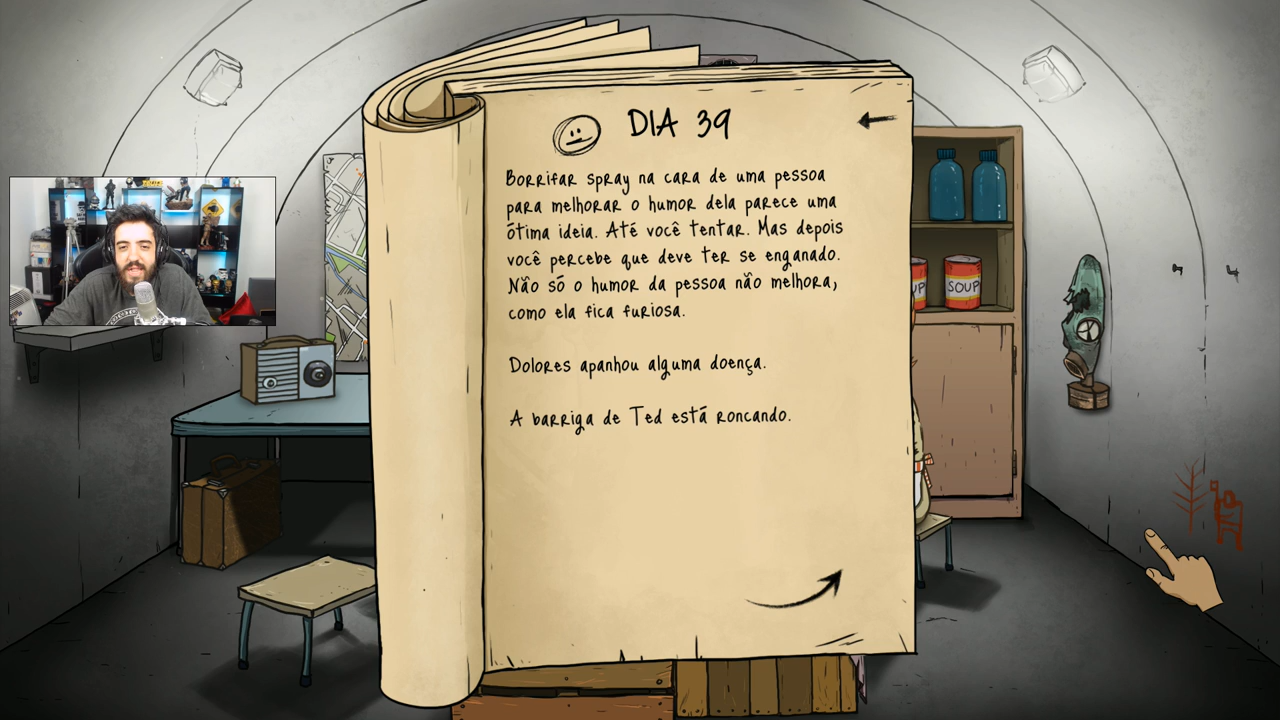 DIA 39
Borrifar spray na cara de uma pessoa
para melhorar o humor dela parece uma
ótima ideia. Até você tentar. Mas depois
você percebe que deve ter se enganado.
Não só o humor da pessoa não melhora,
como ela fica furiosa.
Dolores apanhou alguma doença.
A barriga de Ted está roncando.
UP
SOUP